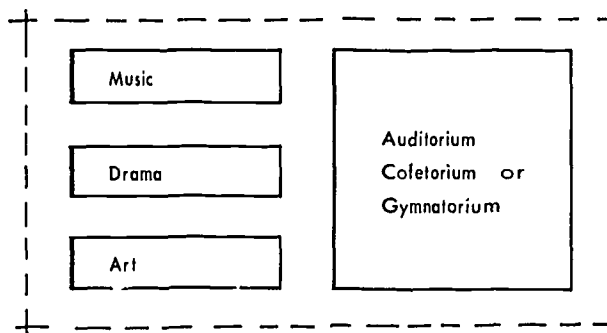 Music
Drama
Art
Auditorium
Cofetorium or
Gymnatorium